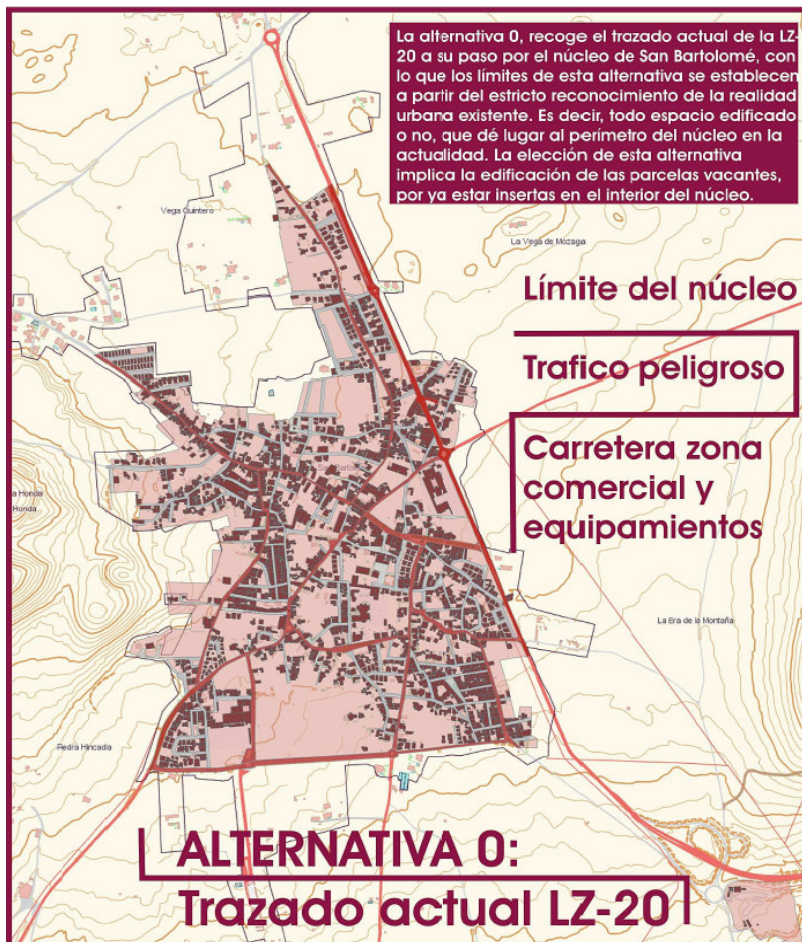 La alternativa 0, recoge el trazado actual de la LZ-
20 a su paso por el núcleo de San Bartolomé, con
lo que los límites de esta alternativa se establecen
a partir del estricto reconocimiento de la realidad
urbana existente. Es decir, todo espacio edificado
o no, que dé lugar al perímetro del núcleo en la
actualidad. La elección de esta alternativa
implica la edificación de las parcelas vacantes,
por ya estar insertas en el interior del núcleo.
Vega Quintero
La Vega de Mozaga
Límite del núcleo
Trafico peligroso
Carretera zona
comercial y
equipamientos
San Bartolomé
Honda
Honda
La Era de la Montaña
Piedra Hincada
ALTERNATIVA 0:
Trazado actual LZ-20